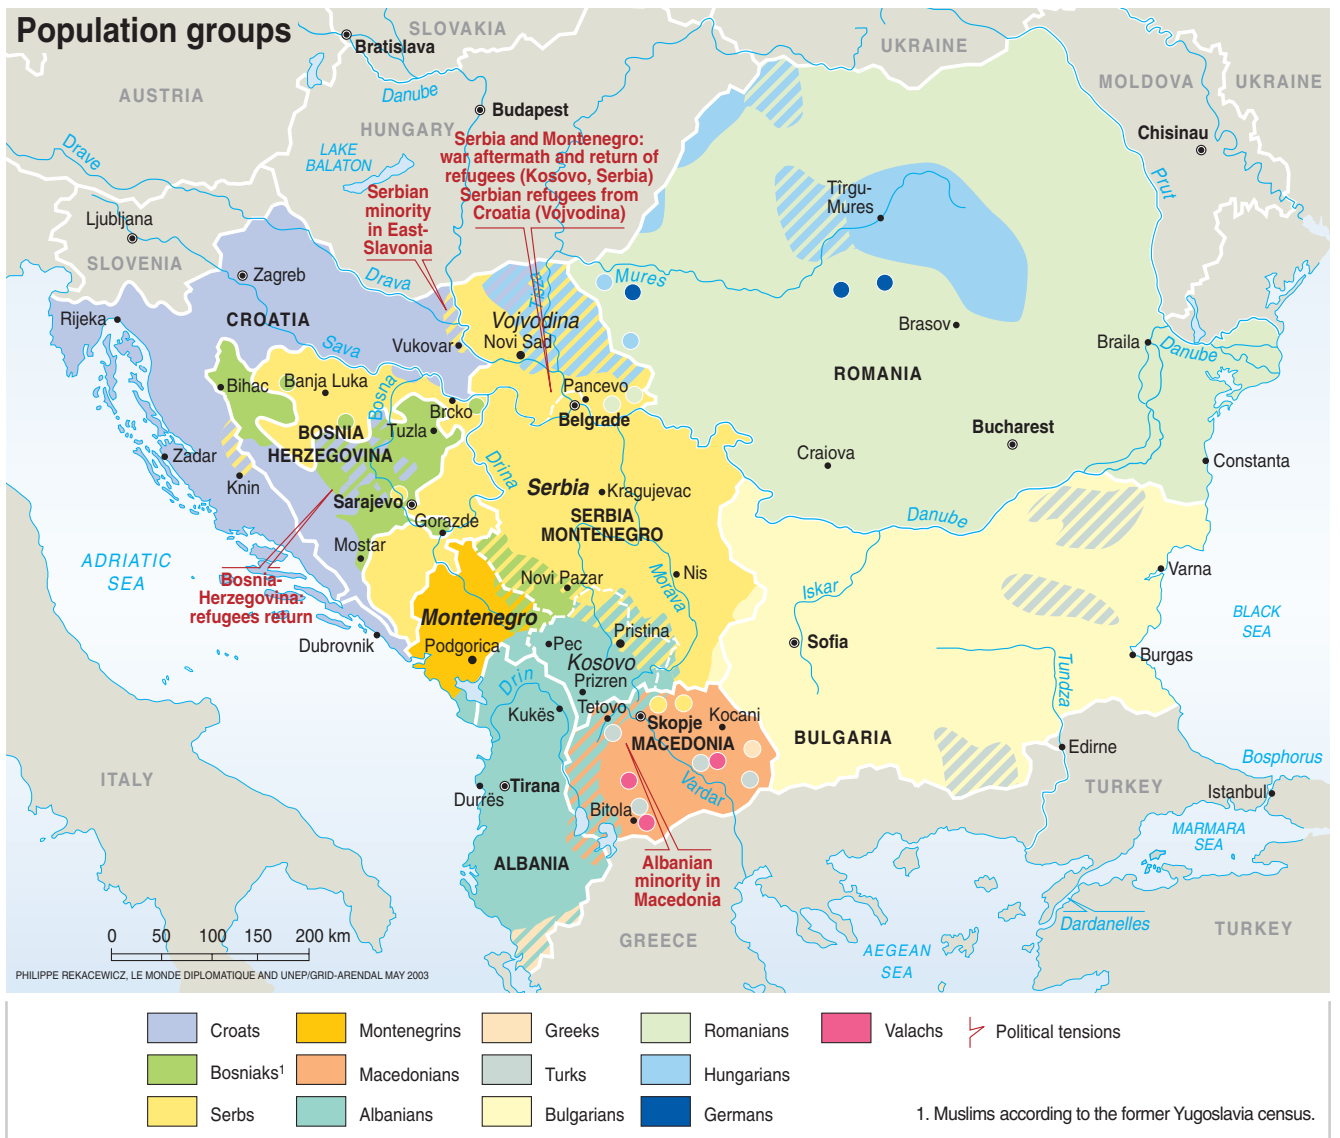 Population groups
SLOVAKIA
Bratislava
UKRAINE
MOLDOVA
UKRAINE
AUSTRIA
Danube
Budapest
HUNGARY
Chisinau
Drave
LAKE
BALATON
Serbia and Montenegro:
war aftermath and return of
refugees (Kosovo, Serbia)
Serbian refugees from
Croatia (Vojvodina)
Serbian
minority
in East-
Slavonia
Prut
Tîrgu-
Mures
Ljubljana
SLOVENIA
Zagreb
Drava
Tisza
Mures
Rijeka
CROATIA
Vojvodina
Novi Sad
Vukovar
Sava
Brasov
Braila
Danube
ROMANIA
Bihac
Banja Luka
Bosna
Pancevo
Brcko
Belgrade
BOSNIA
HERZEGOVINA
Tuzla
Bucharest
Craiova
Constanta
Zadar
Knin
Drina
Serbia
Kragujevac
Sarajevo
SERBIA
MONTENEGRO
Gorazde
Danube
Mostar
ADRIATIC
SEA
Bosnia-
Herzegovina:
refugees return
Novi Pazar
Nis
Morava
Iskar
Varna
Montenegro
Pristina
BLACK
SEA
Dubrovnik
Podgorica
Pec
Kosovo
Sofia
Burgas
Prizren
Drin
Tundza
Kukës
Tetovo
Skopje
Kocani
MACEDONIA
BULGARIA
Edirne
Bosphorus
ITALY
Tirana
Durrës
Vardar
TURKEY
Istanbul
Bitola
MARMARA
SEA
ALBANIA
Albanian
minority in
Macedonia
Dardanelles
GREECE
AEGEAN
SEA
TURKEY
0 50 100 150 200 km
PHILIPPE REKACEWICZ, LE MONDE DIPLOMATIQUE AND UNEP/GRID-ARENDAL MAY 2003
Croats
Montenegrins
Greeks
Romanians
Valachs
Political tensions
Bosniaks¹
Macedonians
Turks
Hungarians
Serbs
Albanians
Bulgarians
Germans
1. Muslims according to the former Yugoslavia census.